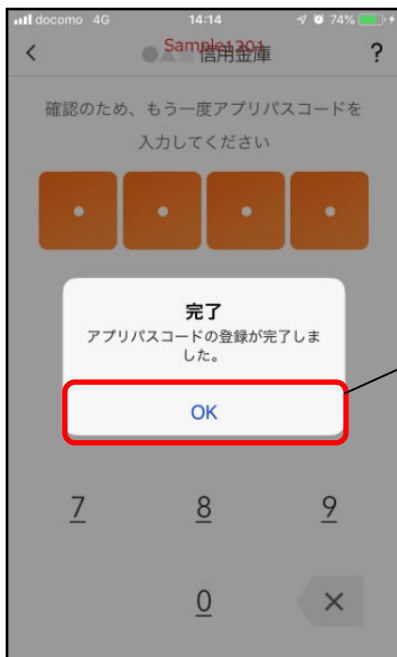 docomo 4G 14:14 74%
< ●▲■信用金庫 ?
Sample1201
確認のため、もう一度アプリパスコードを
入力してください
完了
アプリパスコードの登録が完了しま
した。
OK
7 8 9
0 ×